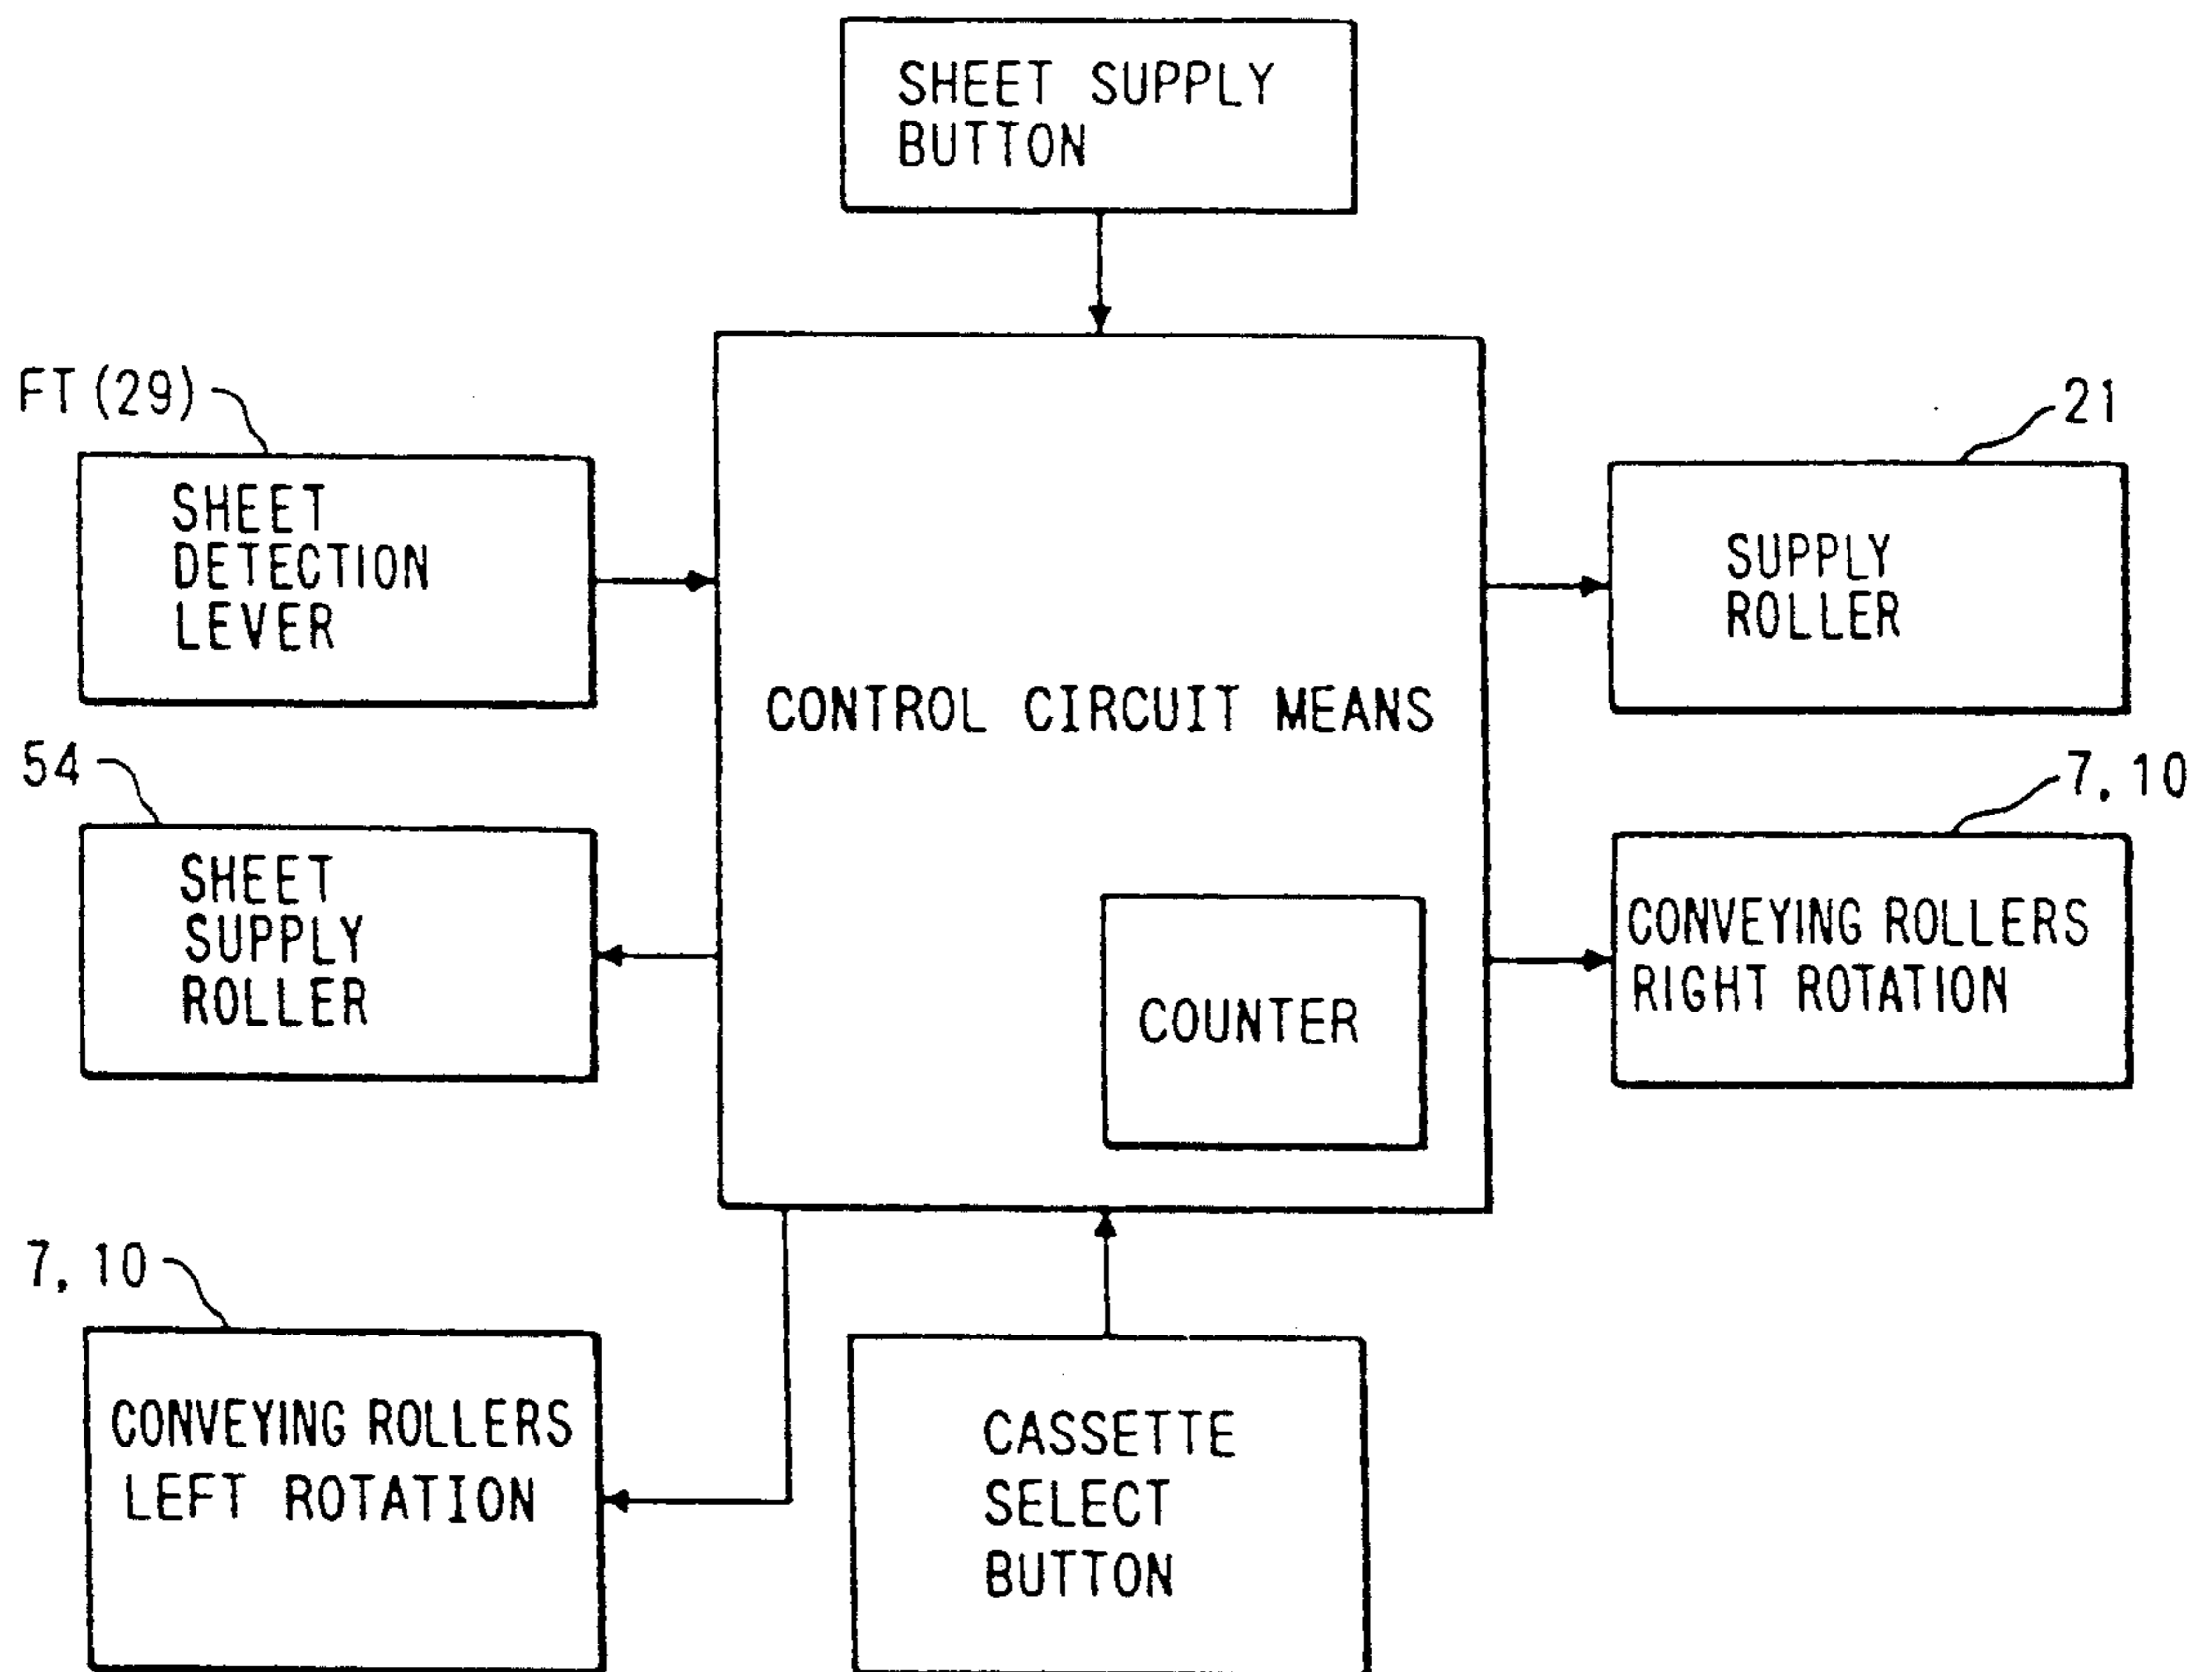 SHEET SUPPLY
BUTTON
FT (29)
SHEET
DETECTION
LEVER
21
SUPPLY
ROLLER
CONTROL CIRCUIT MEANS
54
SHEET
SUPPLY
ROLLER
7, 10
CONVEYING ROLLERS
RIGHT ROTATION
COUNTER
7, 10
CONVEYING ROLLERS
LEFT ROTATION
CASSETTE
SELECT
BUTTON